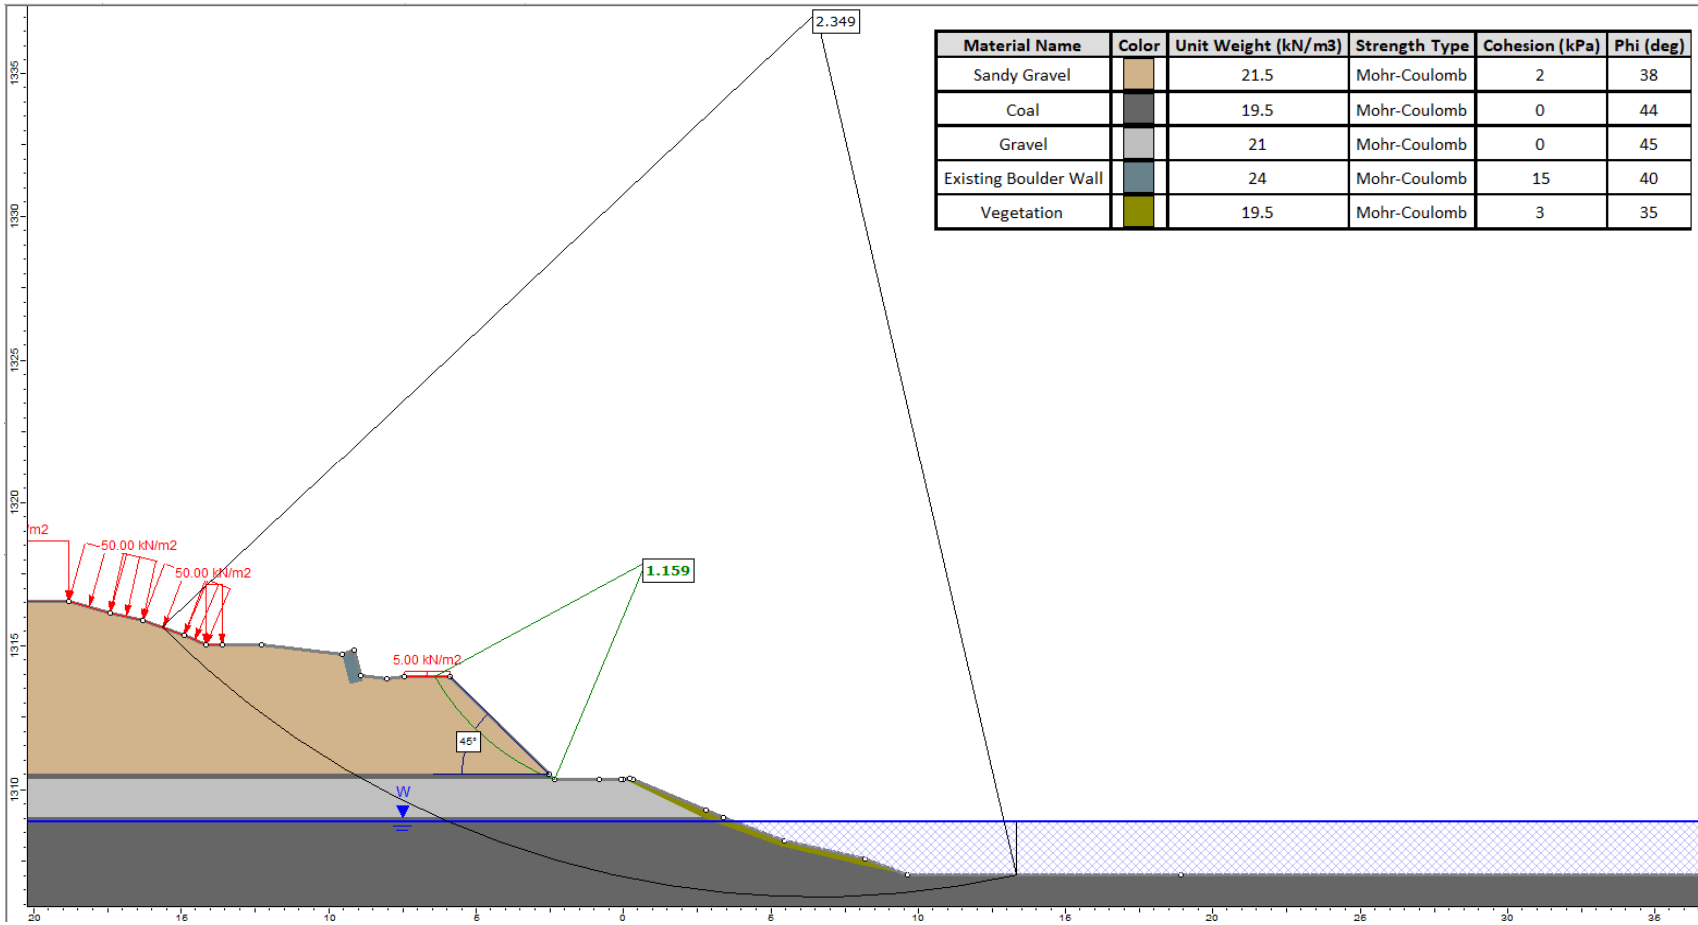 2.349
Material Name Color Unit Weight (kN/m3) Strength Type Cohesion (kPa) Phi (deg)
Sandy Gravel 21.5 Mohr-Coulomb 2 38
Coal 19.5 Mohr-Coulomb 0 44
Gravel 21 Mohr-Coulomb 0 45
Existing Boulder Wall 24 Mohr-Coulomb 15 40
Vegetation 19.5 Mohr-Coulomb 3 35
1335
1330
1325
1320
/m2
50.00 kN/m2
50.00 kN/m2
1.159
1315
5.00 kN/m2
45°
1310
W
20 15 10 5 0 5 10 15 20 25 30 35